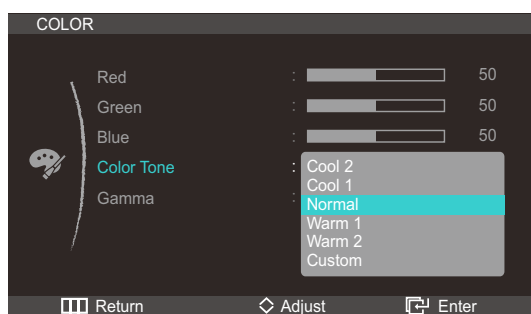 COLOR
Red : 50
Green : 50
Blue : 50
Color Tone : Cool 2
Cool 1
Gamma : Normal
Warm 1
Warm 2
Custom
Return Adjust Enter